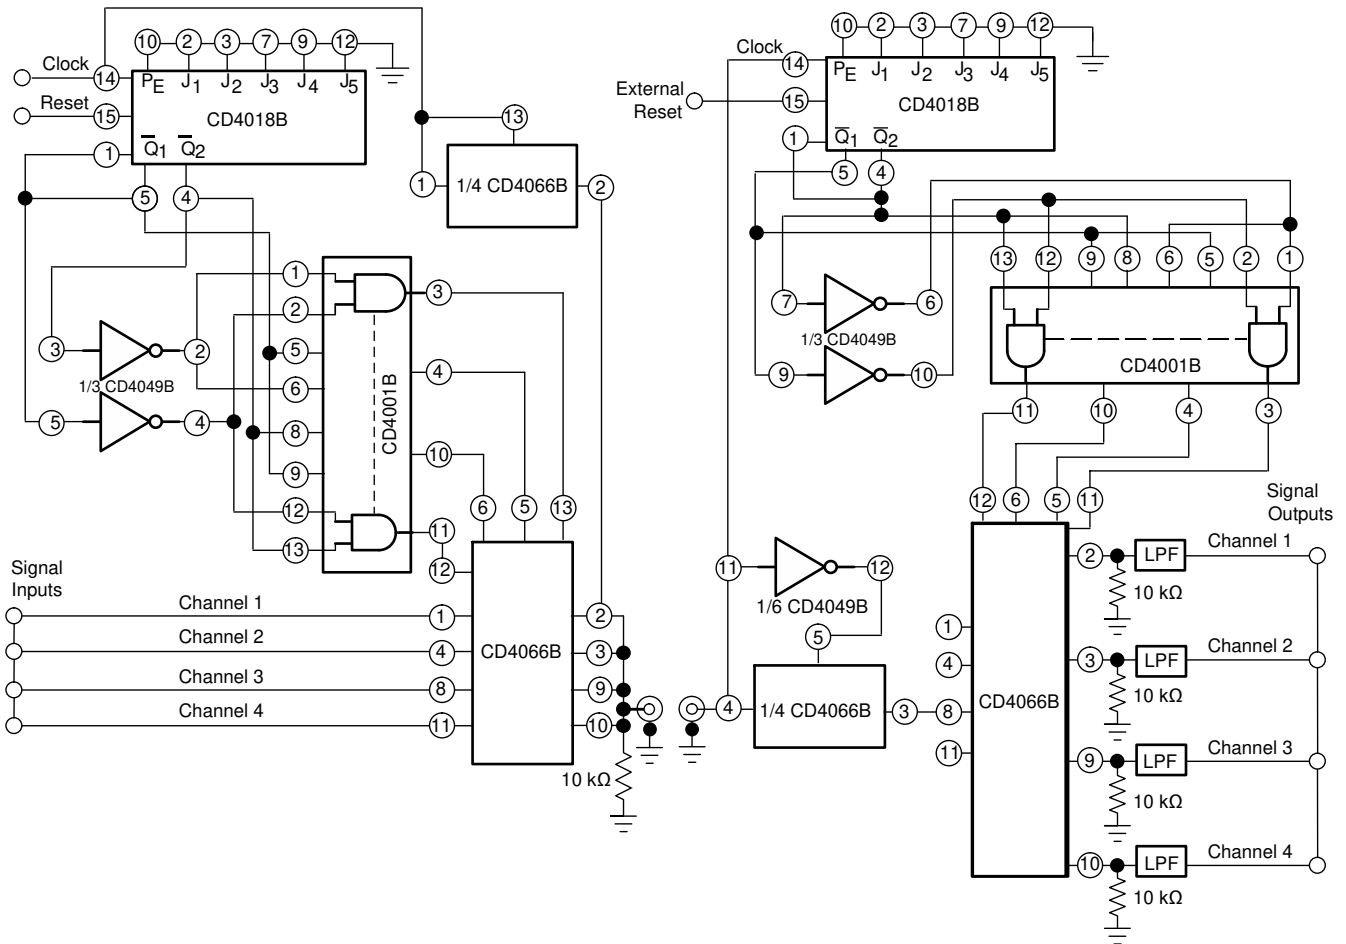 10 2 3 7 9 12
Clock 14 PE J1 J2 J3 J4 J5
Reset 15 CD4018B
1 Q1 Q2
5 4
13
1 1/4 CD4066B 2
3 2
1/3 CD4049B
5 4
1 3
2
5 4
6
CD4001B
8
9 10
12
13 11
6 5 13
12
Signal
Inputs
Channel 1 1 2
Channel 2 4 CD4066B 3
Channel 3 8 9
Channel 4 11 10
10 kΩ
10 2 3 7 9 12
Clock 14 PE J1 J2 J3 J4 J5
External
Reset 15 CD4018B
1 Q1 Q2
5 4
13 12 9 8 6 5 2 1
7 6
1/3 CD4049B
9 10
CD4001B
11 10 4 3
12 6 5 11
Signal
Outputs
11 12
1/6 CD4049B
5
4 1/4 CD4066B 3
1
4
8 CD4066B
11
2 LPF Channel 1
10 kΩ
3 LPF Channel 2
10 kΩ
9 LPF Channel 3
10 kΩ
10 LPF Channel 4
10 kΩ